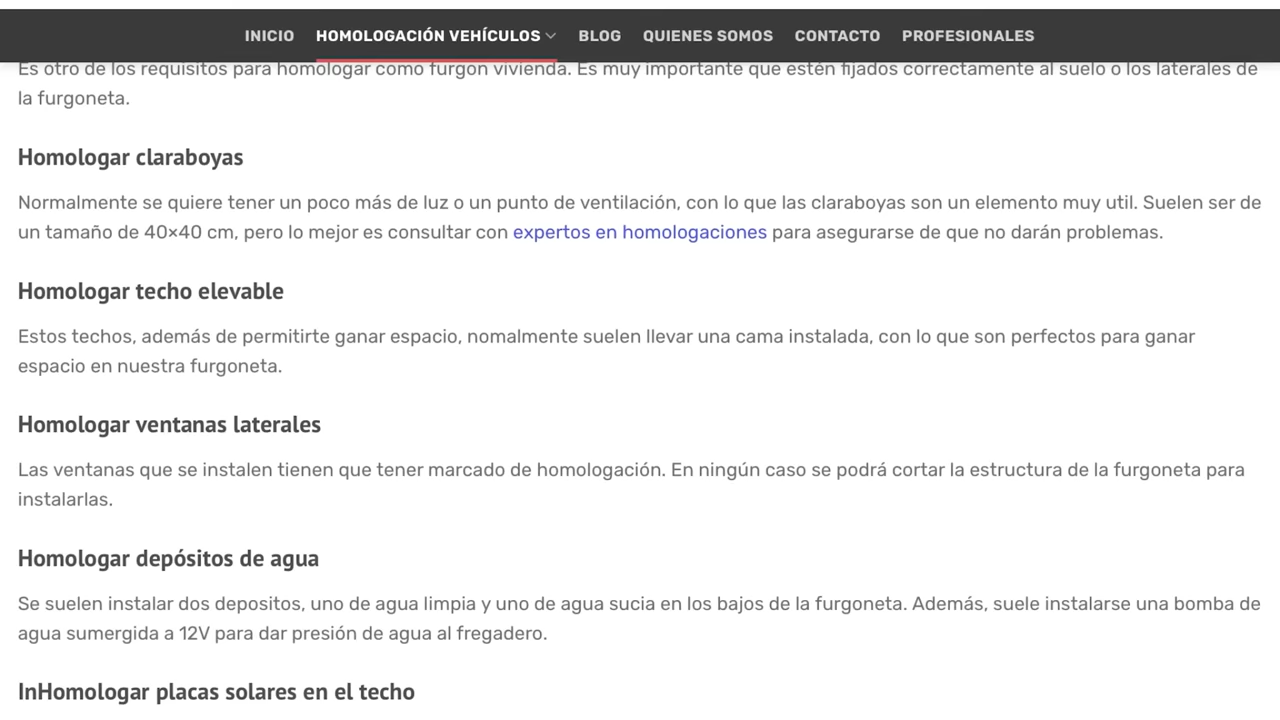 INICIO HOMOLOGACIÓN VEHÍCULOS BLOG QUIENES SOMOS CONTACTO PROFESIONALES
Es otro de los requisitos para homologar como furgón vivienda. Es muy importante que estén fijados correctamente al suelo o los laterales de
la furgoneta.
Homologar claraboyas
Normalmente se quiere tener un poco más de luz o un punto de ventilación, con lo que las claraboyas son un elemento muy util. Suelen ser de
un tamaño de 40×40 cm, pero lo mejor es consultar con expertos en homologaciones para asegurarse de que no darán problemas.
Homologar techo elevable
Estos techos, además de permitirte ganar espacio, nomalmente suelen llevar una cama instalada, con lo que son perfectos para ganar
espacio en nuestra furgoneta.
Homologar ventanas laterales
Las ventanas que se instalen tienen que tener marcado de homologación. En ningún caso se podrá cortar la estructura de la furgoneta para
instalarlas.
Homologar depósitos de agua
Se suelen instalar dos depositos, uno de agua limpia y uno de agua sucia en los bajos de la furgoneta. Además, suele instalarse una bomba de
agua sumergida a 12V para dar presión de agua al fregadero.
InHomologar placas solares en el techo